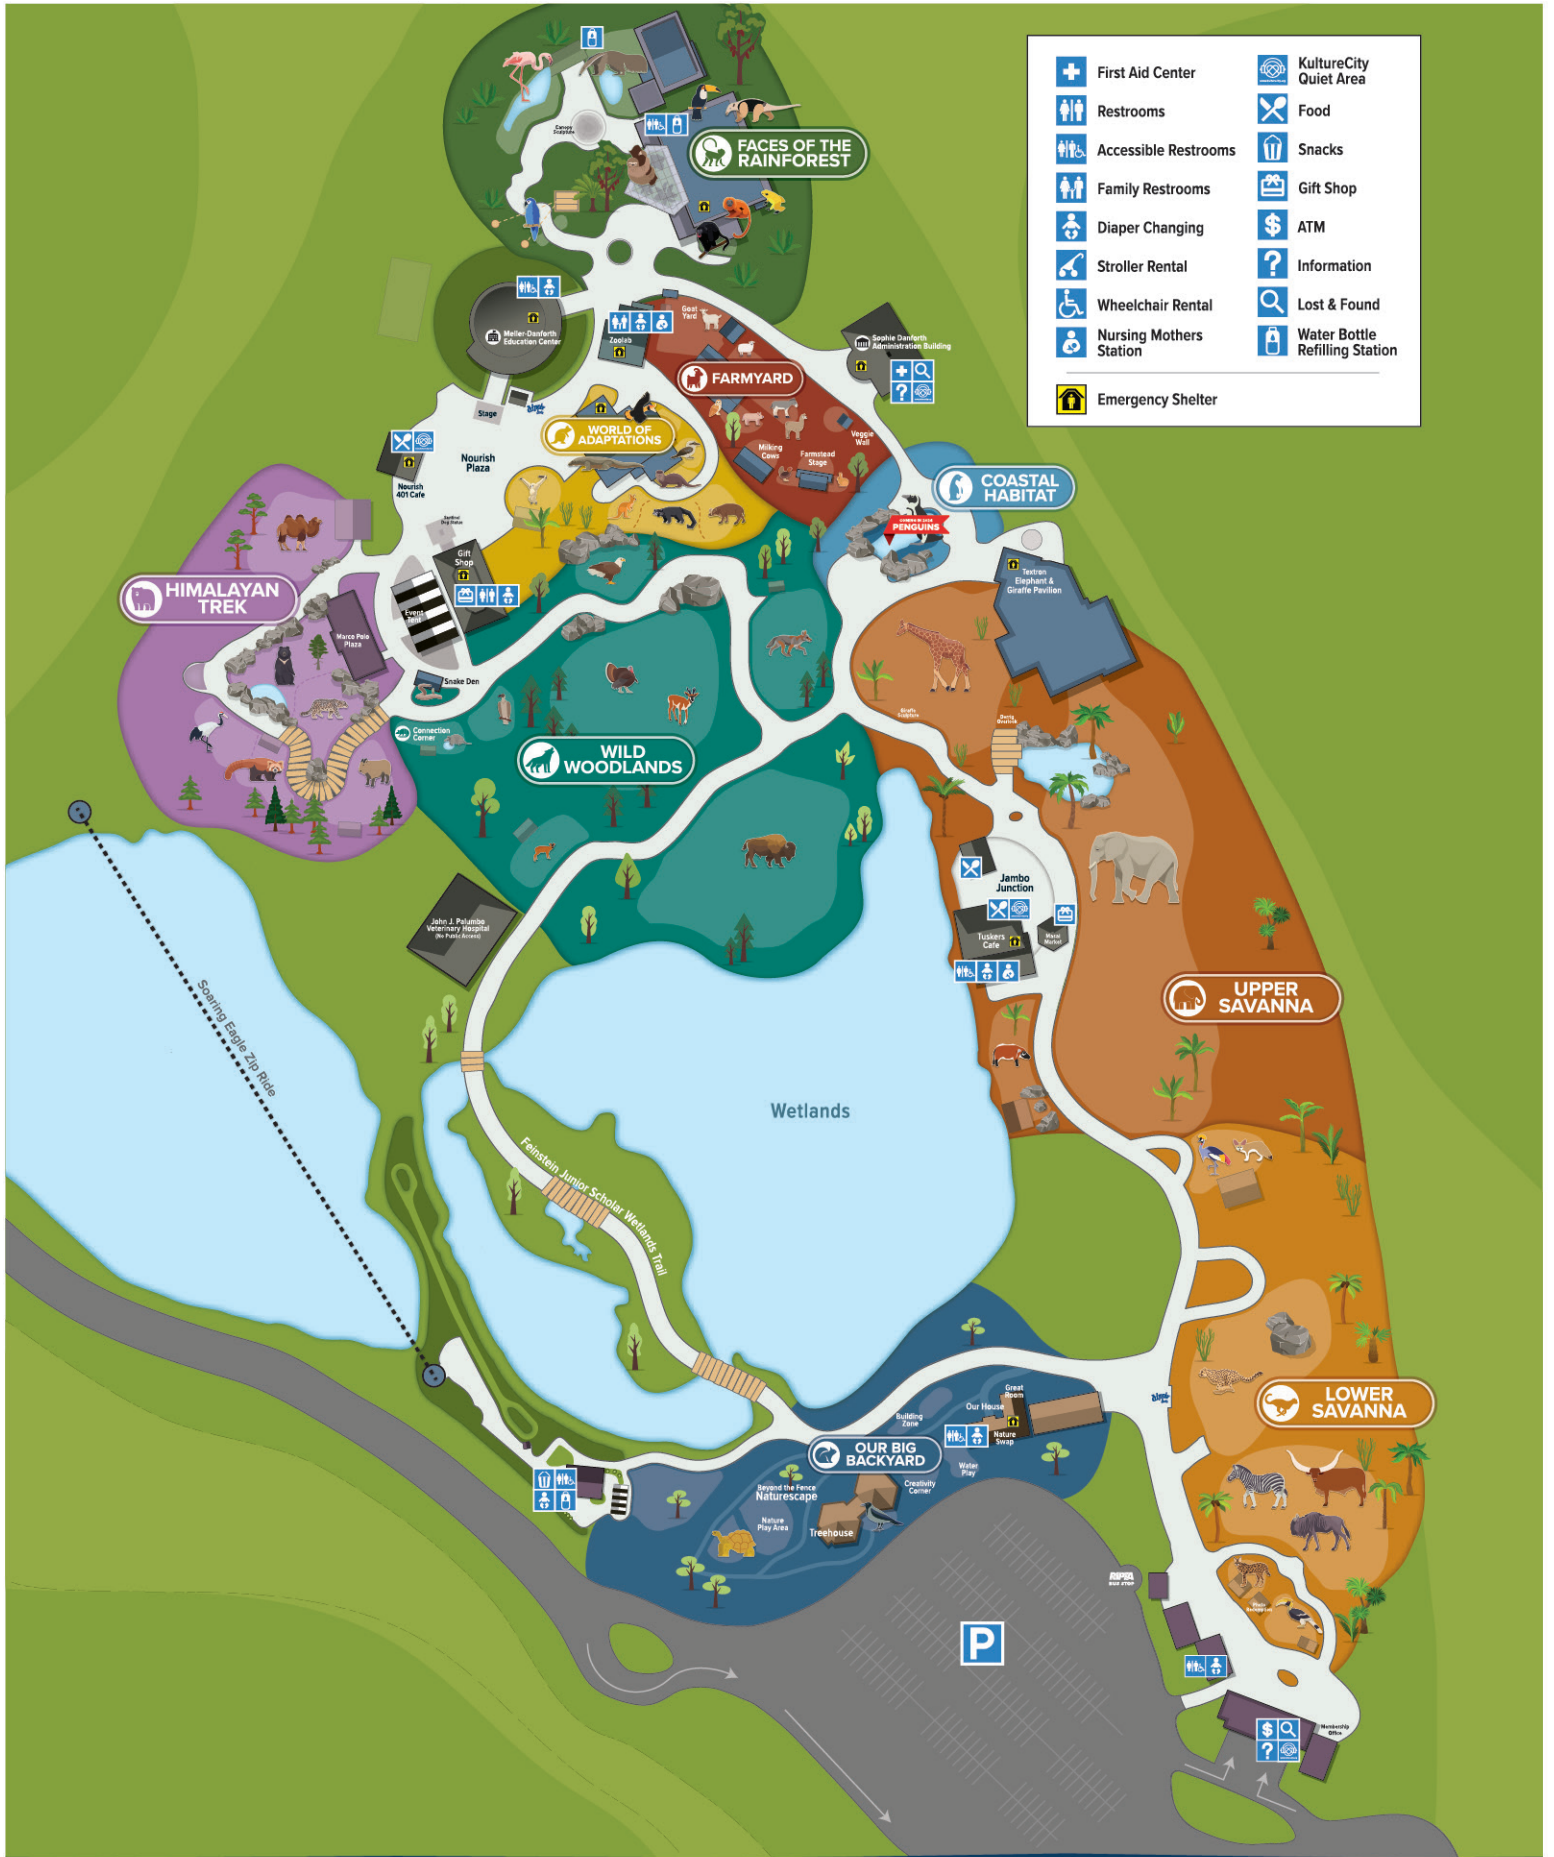 First Aid Center
Restrooms
Accessible Restrooms
Family Restrooms
Diaper Changing
Stroller Rental
Wheelchair Rental
Nursing Mothers
Station
KultureCity
Quiet Area
Food
Snacks
Gift Shop
ATM
Information
Lost & Found
Water Bottle
Refilling Station
Emergency Shelter
Canopy
Sculpture
FACES OF THE
RAINFOREST
Meller-Danforth
Education Center
Zoolab
Goat
Yard
Sophie Danforth
Administration Building
FARMYARD
Stage
WORLD OF
ADAPTATIONS
Veggie
Wall
Milking
Cows
Farmstead
Stage
Nourish
Plaza
Nourish
401 Cafe
COASTAL
HABITAT
PENGUINS
Gift
Shop
Textron
Elephant &
Giraffe Pavilion
HIMALAYAN
TREK
Event
Tent
Marco Polo
Plaza
Snake Den
Giraffe
Sculpture
Connection
Corner
WILD
WOODLANDS
Jambo
Junction
John J. Palumbo
Veterinary Hospital
(No Public Access)
Tuskers
Cafe
Market
UPPER
SAVANNA
Soaring Eagle Zip Ride
Wetlands
Feinstein Junior Scholar Wetlands Trail
Great
Room
Our House
Building
Zone
Nature
Swap
LOWER
SAVANNA
OUR BIG
BACKYARD
Water
Play
Creativity
Corner
Beyond the Fence
Naturescape
Nature
Play Area
Treehouse
RIPTA
BUS STOP
P
Membership
Office